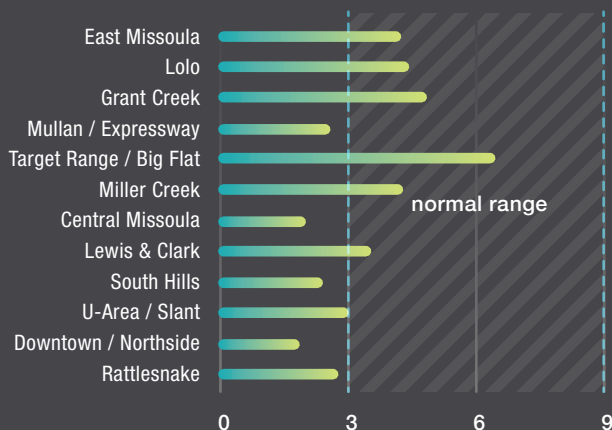 East Missoula
Lolo
Grant Creek
Mullan / Expressway
Target Range / Big Flat
Miller Creek
normal range
Central Missoula
Lewis & Clark
South Hills
U-Area / Slant
Downtown / Northside
Rattlesnake
0 3 6 9